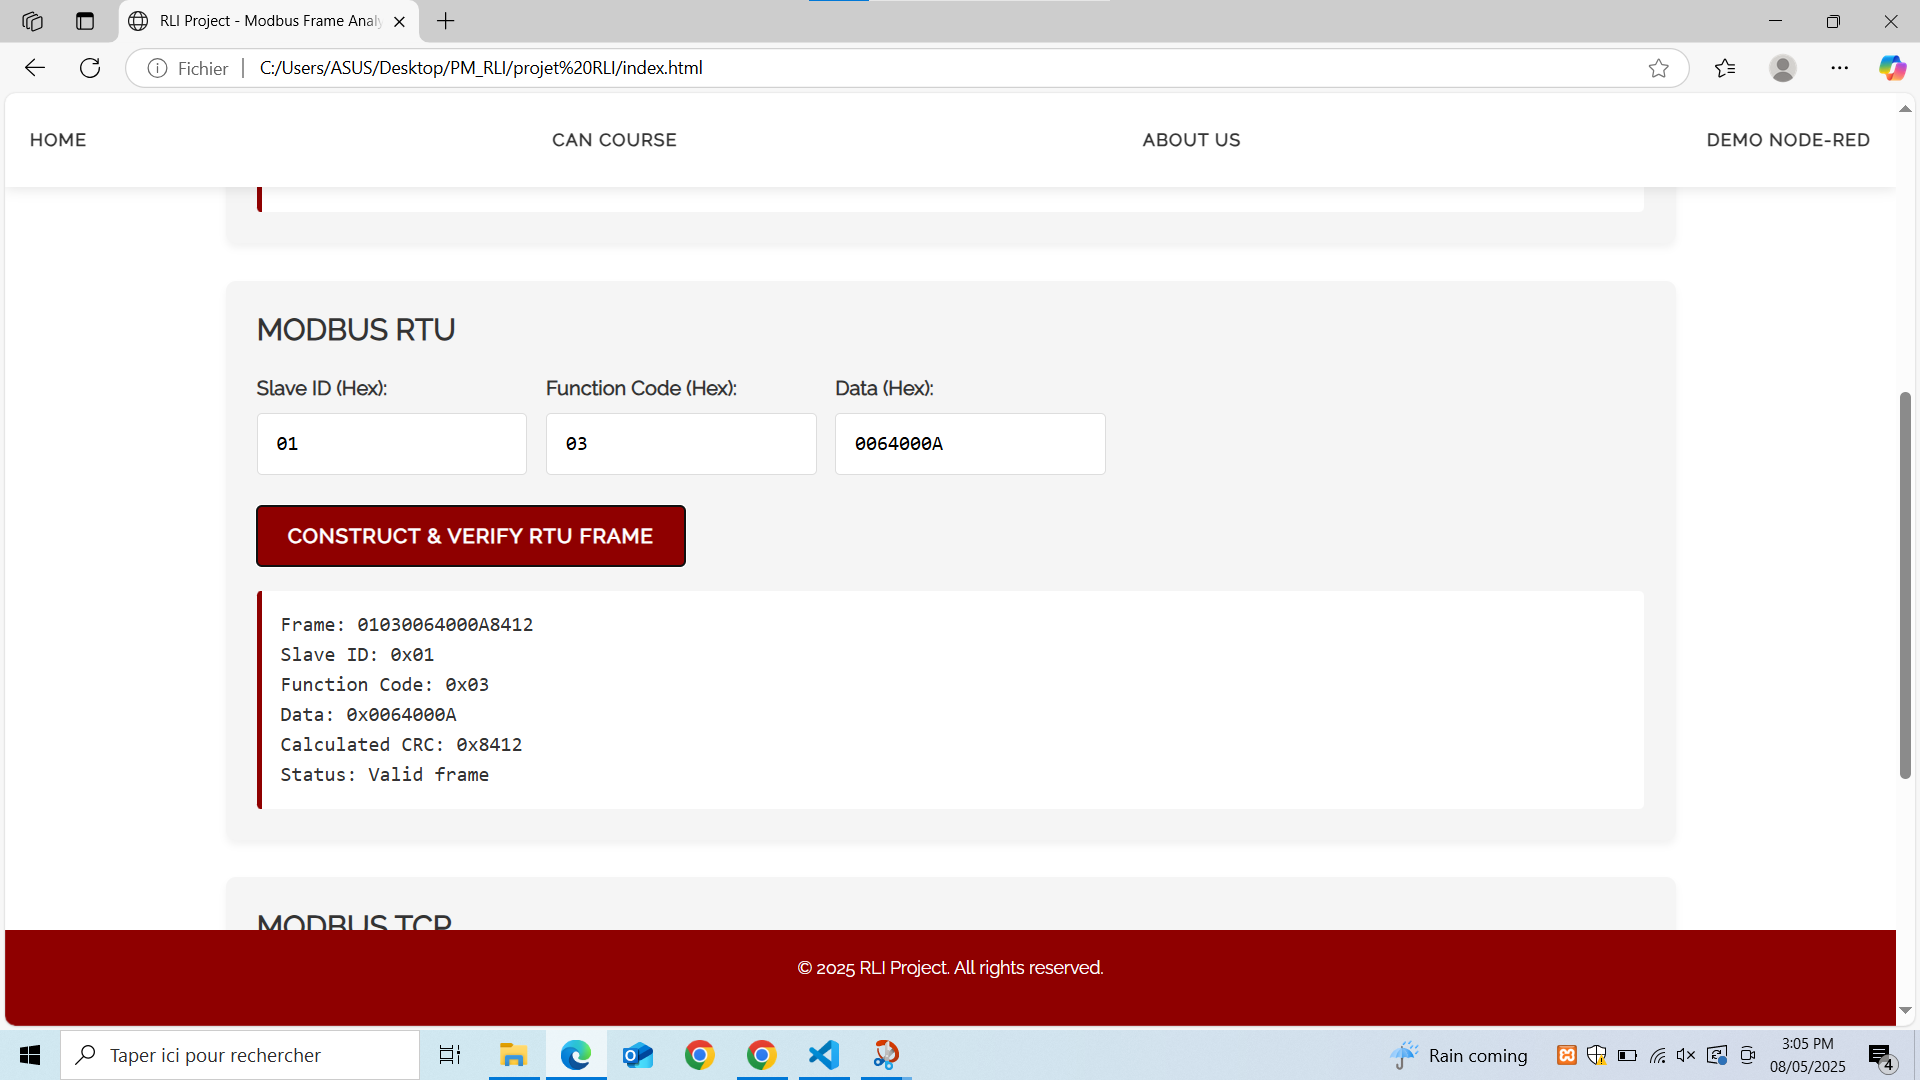 RLI Project - Modbus Frame Anal
Fichier
C:/Users/ASUS/Desktop/PM_RLI/projet%20RLI/index.html
HOME
CAN COURSE
ABOUT US
DEMO NODE-RED
MODBUS RTU
Slave ID (Hex):
Function Code (Hex):
Data (Hex):
01
03
0064000A
CONSTRUCT & VERIFY RTU FRAME
Frame: 01030064000A8412
Slave ID: 0x01
Function Code: 0x03
Data: 0x0064000A
Calculated CRC: 0x8412
Status: Valid frame
MODBUS TCP
© 2025 RLI Project. All rights reserved.
Taper ici pour rechercher
Rain coming
3:05 PM
08/05/2025
4